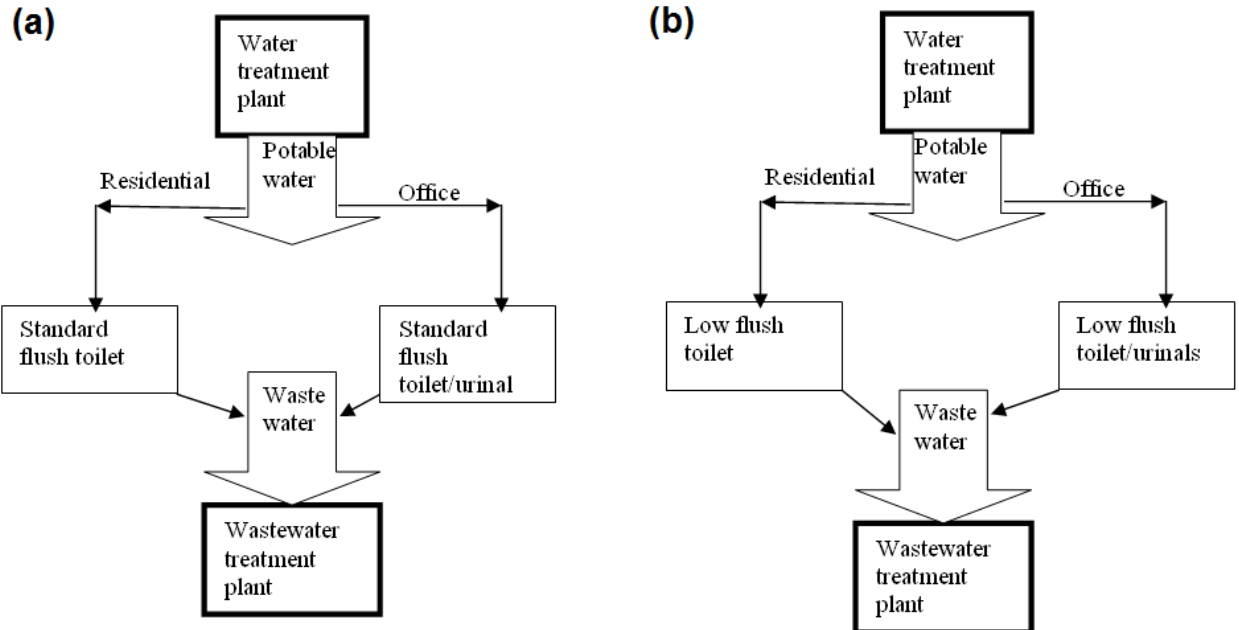 (a)
Water
treatment
plant
Potable
water
Residential
Office
Standard
flush toilet
Standard
flush
toilet/urinal
Waste
water
Wastewater
treatment
plant
(b)
Water
treatment
plant
Potable
water
Residential
Office
Low flush
toilet
Low flush
toilet/urinals
Waste
water
Wastewater
treatment
plant